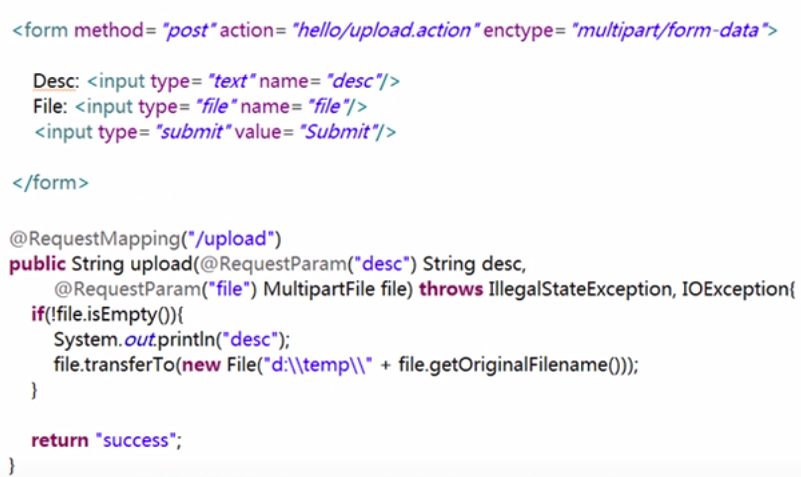 <form method="post" action="hello/upload.action" enctype="multipart/form-data">
Desc: <input type="text" name="desc"/>
File: <input type="file" name="file"/>
<input type="submit" value="Submit"/>
</form>
@RequestMapping("/upload")
public String upload(@RequestParam("desc") String desc,
@RequestParam("file") MultipartFile file) throws IllegalStateException, IOException{
if(!file.isEmpty()){
System.out.println("desc");
file.transferTo(new File("d:\\temp\\" + file.getOriginalFilename()));
}
return "success";
}